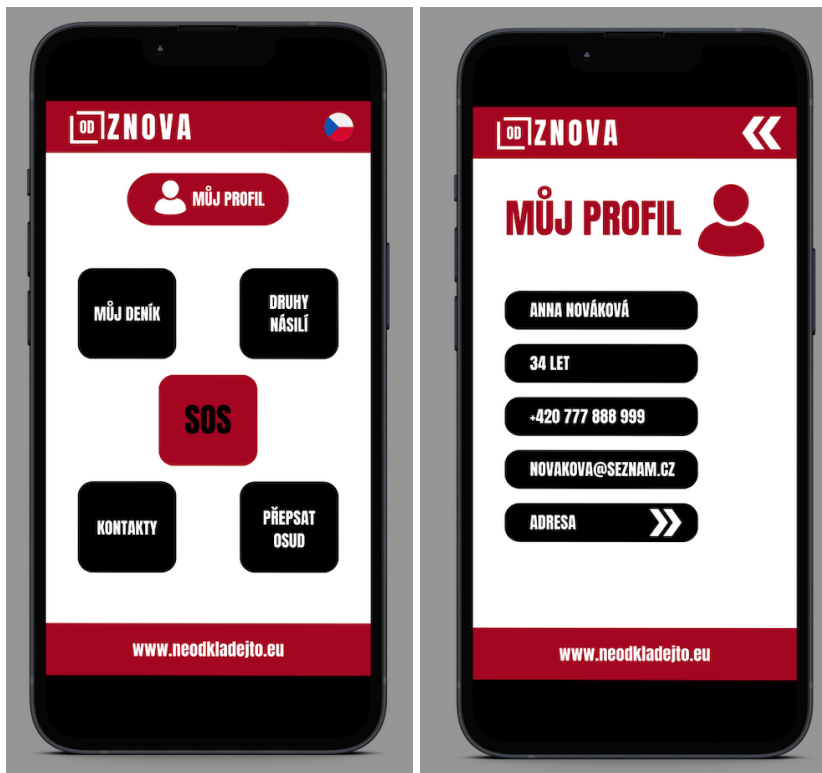 OD ZNOVA
MŮJ PROFIL
MŮJ DENÍK
DRUHY
NÁSILÍ
SOS
KONTAKTY
PŘEPSAT
OSUD
www.neodkladejto.eu
OD ZNOVA
MŮJ PROFIL
ANNA NOVÁKOVÁ
34 LET
+420 777 888 999
NOVAKOVA@SEZNAM.CZ
ADRESA
www.neodkladejto.eu